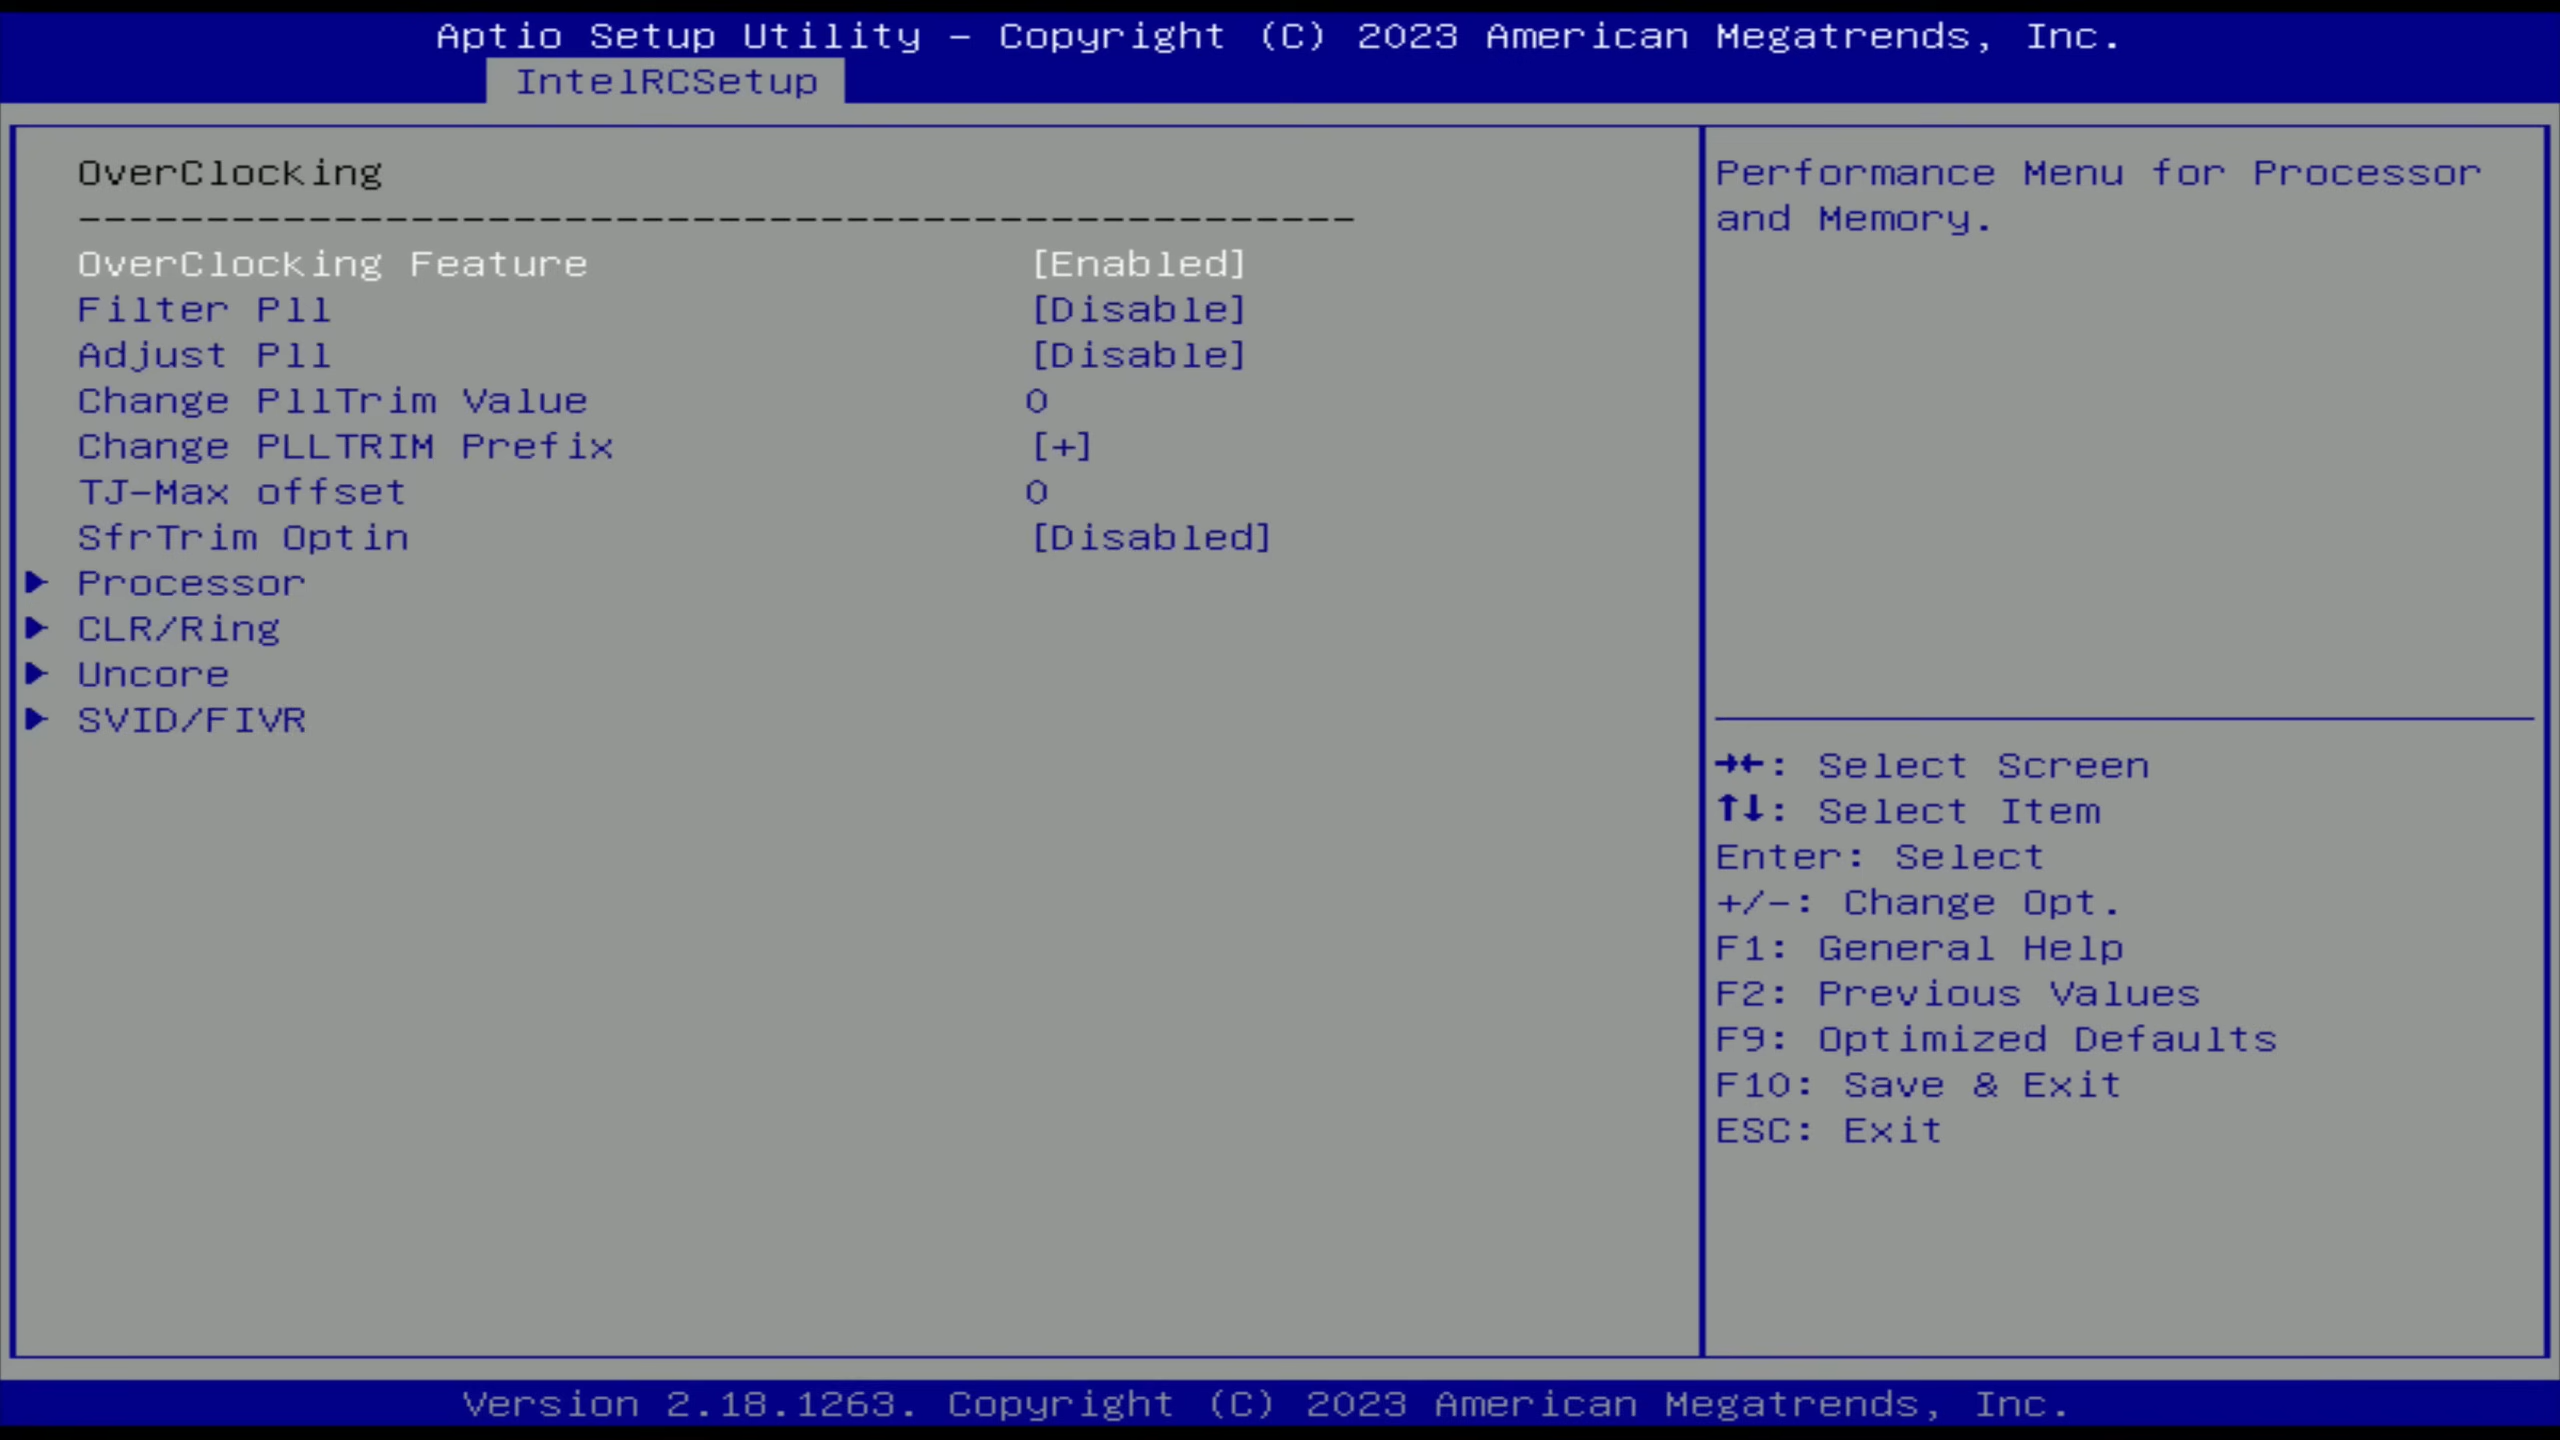 Aptio Setup Utility – Copyright (C) 2023 American Megatrends, Inc.
IntelRCSetup
OverClocking
--------------------------------------------------
OverClocking Feature [Enabled]
Filter Pll [Disable]
Adjust Pll [Disable]
Change PllTrim Value 0
Change PLLTRIM Prefix [+]
TJ-Max offset 0
SfrTrim Optin [Disabled]
► Processor
► CLR/Ring
► Uncore
► SVID/FIVR
Performance Menu for Processor
and Memory.
→←: Select Screen
↑↓: Select Item
Enter: Select
+/-: Change Opt.
F1: General Help
F2: Previous Values
F9: Optimized Defaults
F10: Save & Exit
ESC: Exit
Version 2.18.1263. Copyright (C) 2023 American Megatrends, Inc.